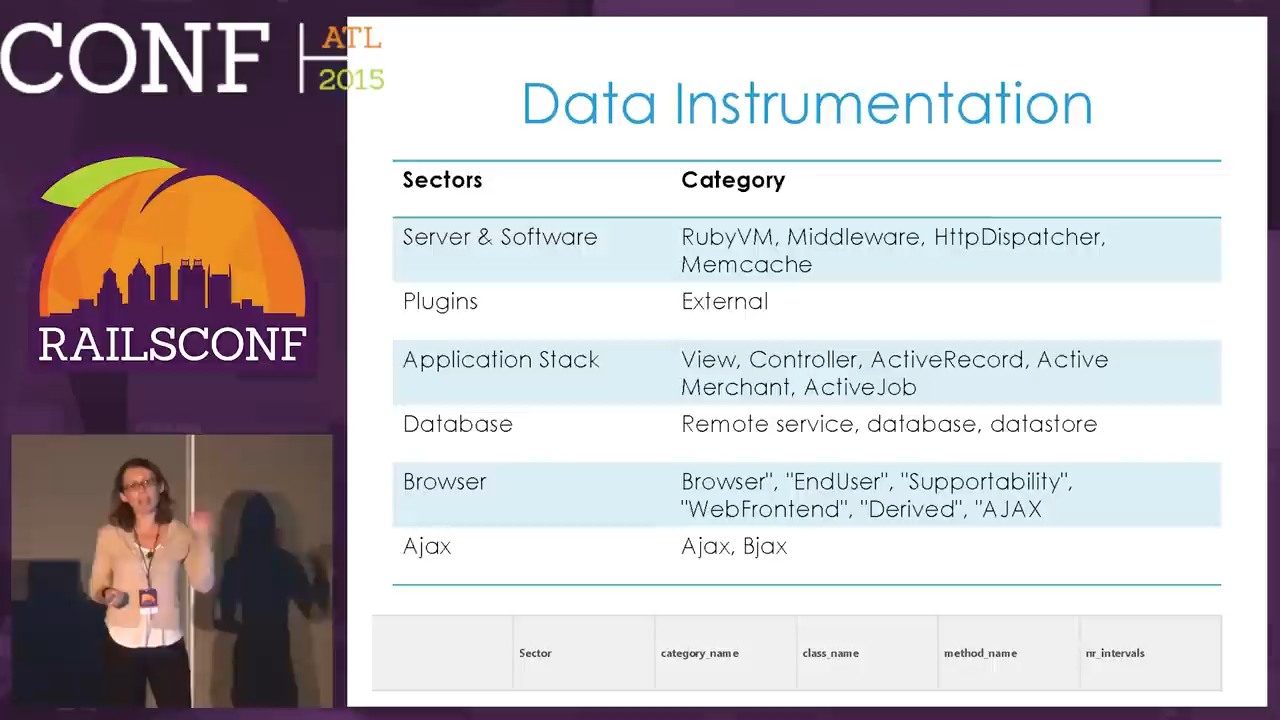 CONF
ATL
2015
RAILSCONF
Data Instrumentation
Sectors Category
Server & Software RubyVM, Middleware, HttpDispatcher,
Memcache
Plugins External
Application Stack View, Controller, ActiveRecord, Active
Merchant, ActiveJob
Database Remote service, database, datastore
Browser Browser", "EndUser", "Supportability",
"WebFrontend", "Derived", "AJAX
Ajax Ajax, Bjax
Sector category_name class_name method_name nr_intervals